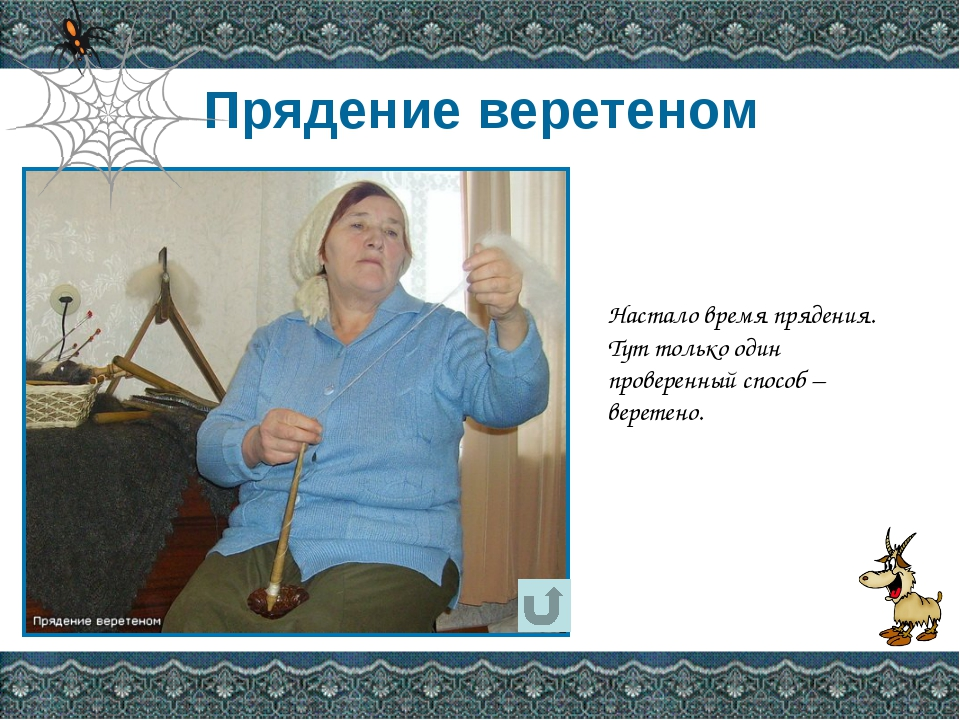 Прядение веретеном
Настало время прядения.
Тут только один
проверенный способ –
веретено.
Прядение веретеном